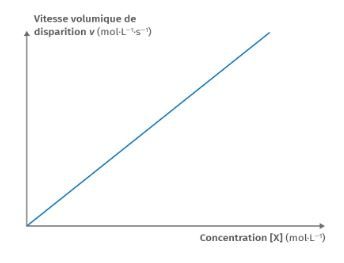 Vitesse volumique de
disparition v (mol·L⁻¹·s⁻¹)
Concentration [X] (mol·L⁻¹)